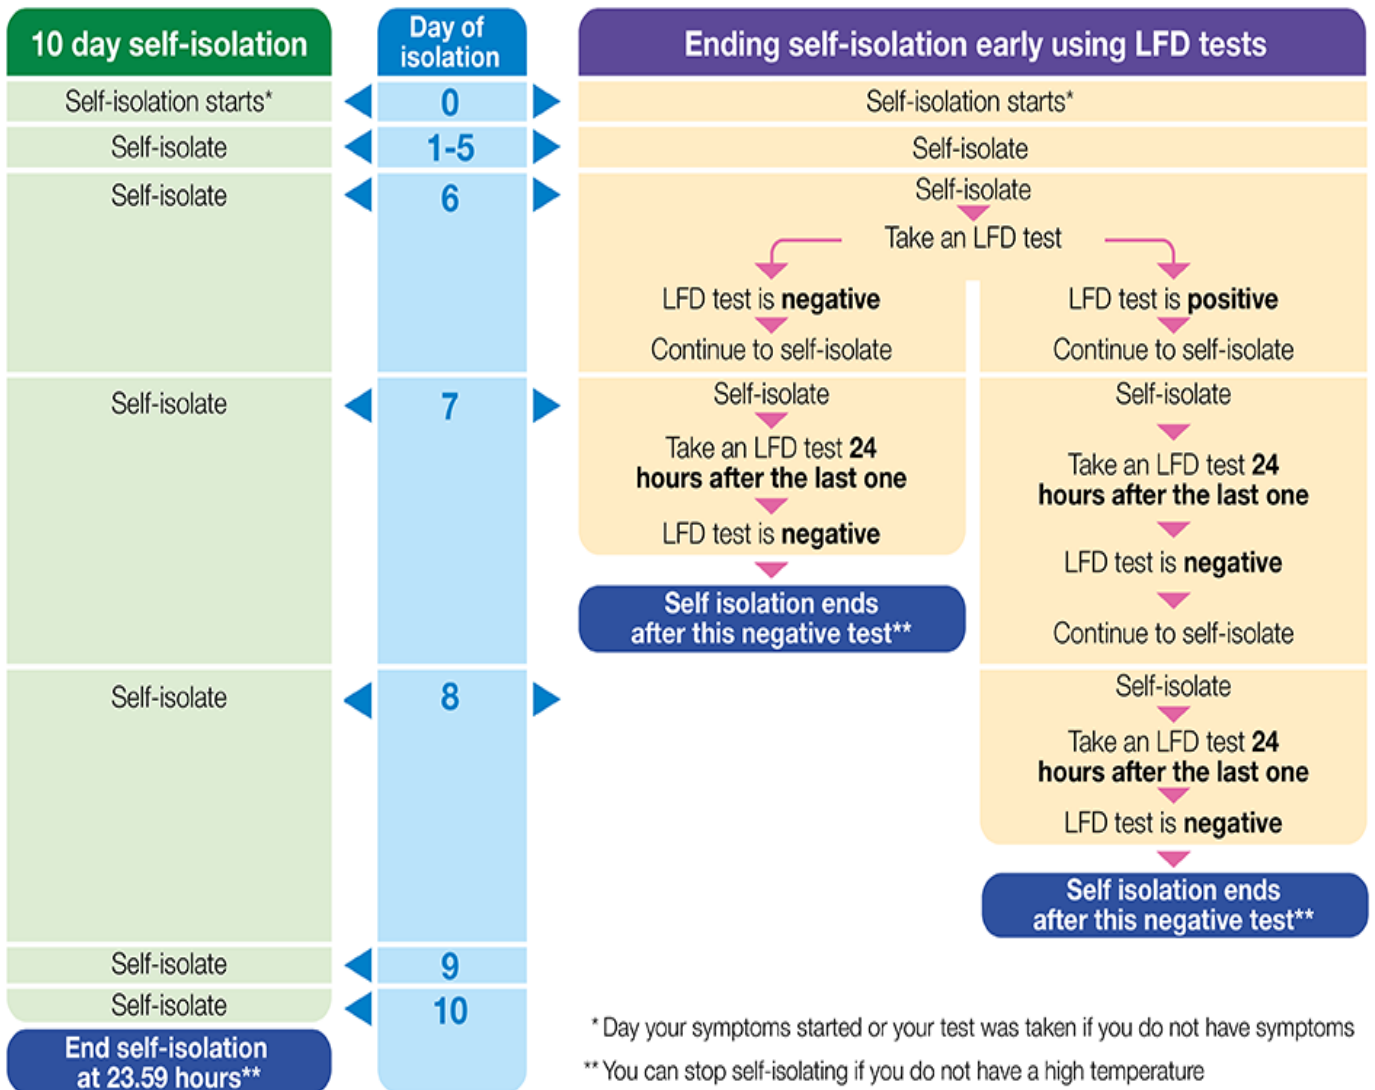 10 day self-isolation
Day of
isolation
Ending self-isolation early using LFD tests
Self-isolation starts*
0
Self-isolation starts*
Self-isolate
1-5
Self-isolate
Self-isolate
6
Self-isolate
Take an LFD test
LFD test is negative
LFD test is positive
Continue to self-isolate
Continue to self-isolate
Self-isolate
7
Self-isolate
Take an LFD test 24
hours after the last one
LFD test is negative
Self isolation ends
after this negative test**
Self-isolate
Take an LFD test 24
hours after the last one
LFD test is negative
Continue to self-isolate
Self-isolate
8
Self-isolate
Take an LFD test 24
hours after the last one
LFD test is negative
Self isolation ends
after this negative test**
Self-isolate
9
Self-isolate
10
End self-isolation
at 23.59 hours**
* Day your symptoms started or your test was taken if you do not have symptoms
** You can stop self-isolating if you do not have a high temperature